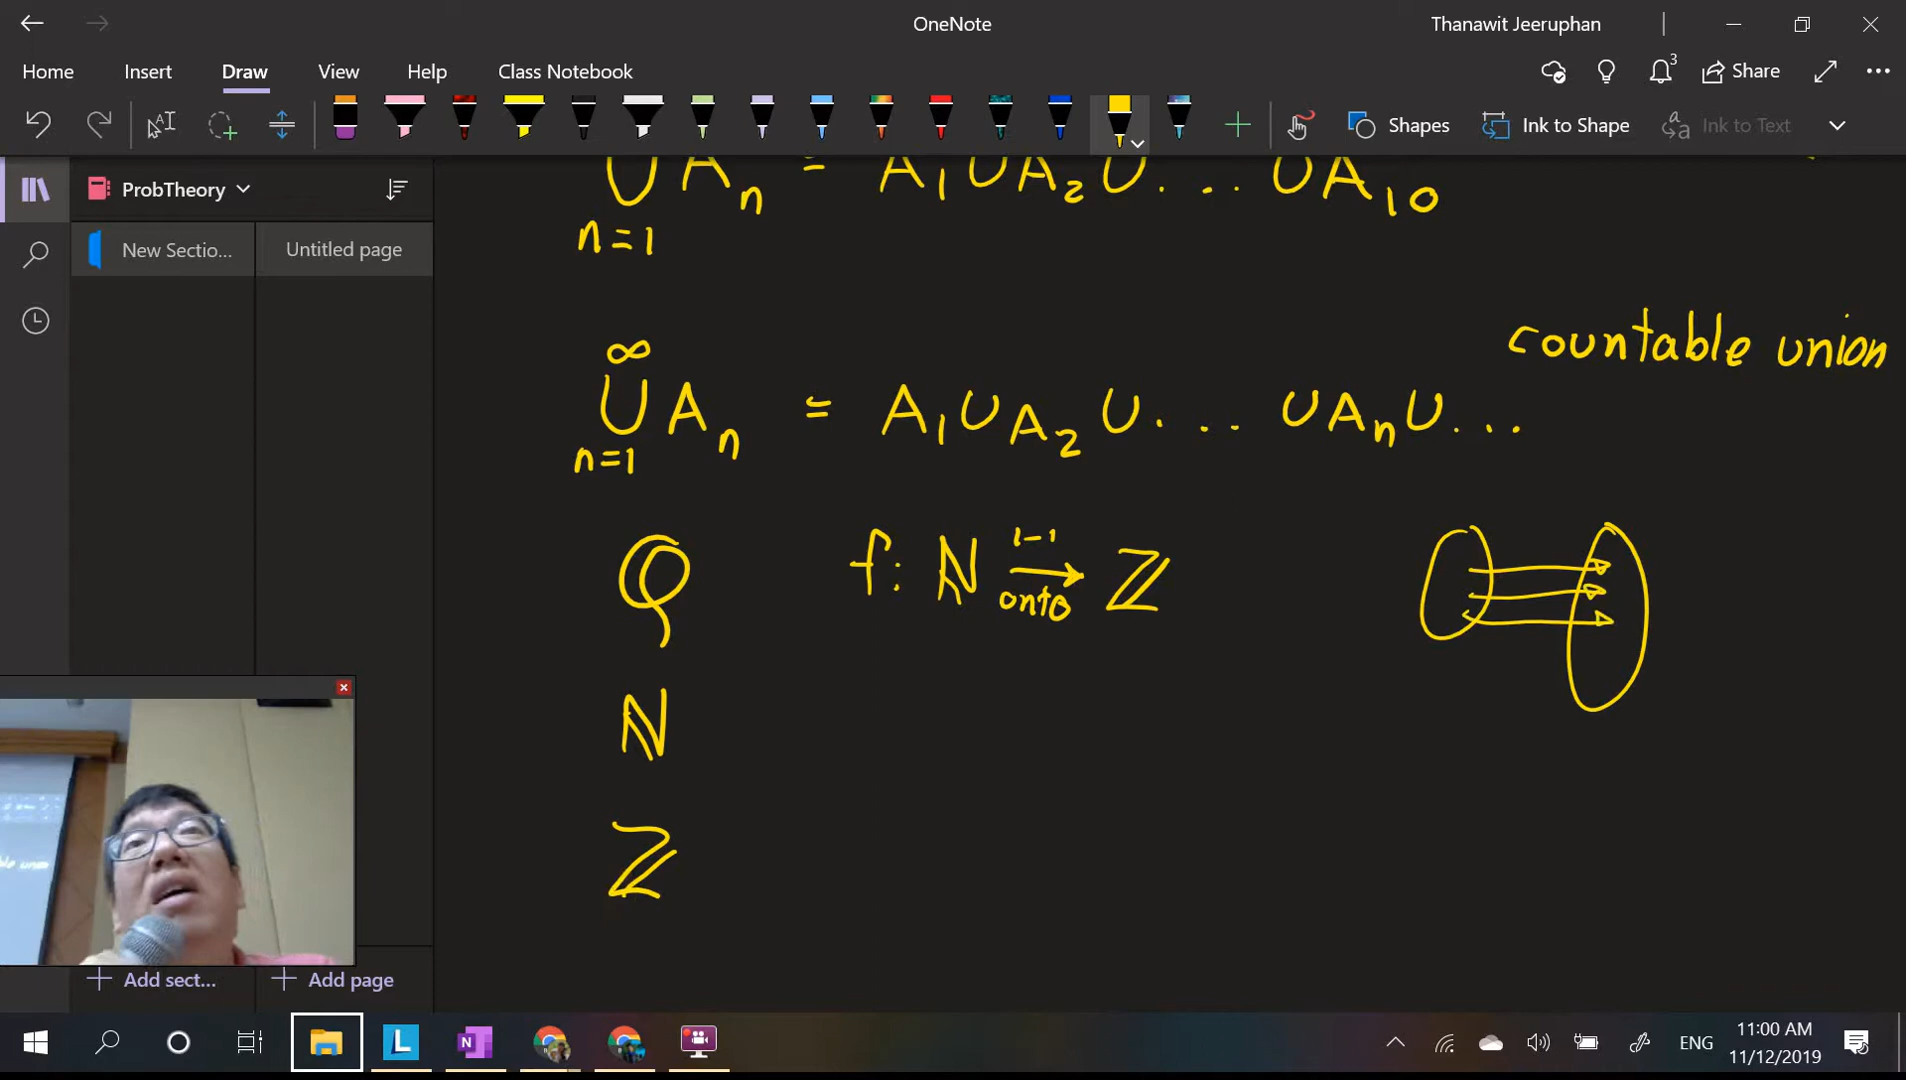 OneNote
Thanawit Jeeruphan
Home Insert Draw View Help Class Notebook
3
Share
Shapes
Ink to Shape
Ink to Text
ProbTheory
New Sectio...
Untitled page
∪ Aₙ = A₁ ∪ A₂ ∪ ... ∪ A₁₀
n=1
countable union
∞
∪ Aₙ = A₁ ∪ A₂ ∪ ... ∪ Aₙ ∪ ...
n=1
1-1
ℚ f: ℕ → ℤ
onto
ℕ
ℤ
Add sect...
Add page
ENG
11:00 AM
11/12/2019